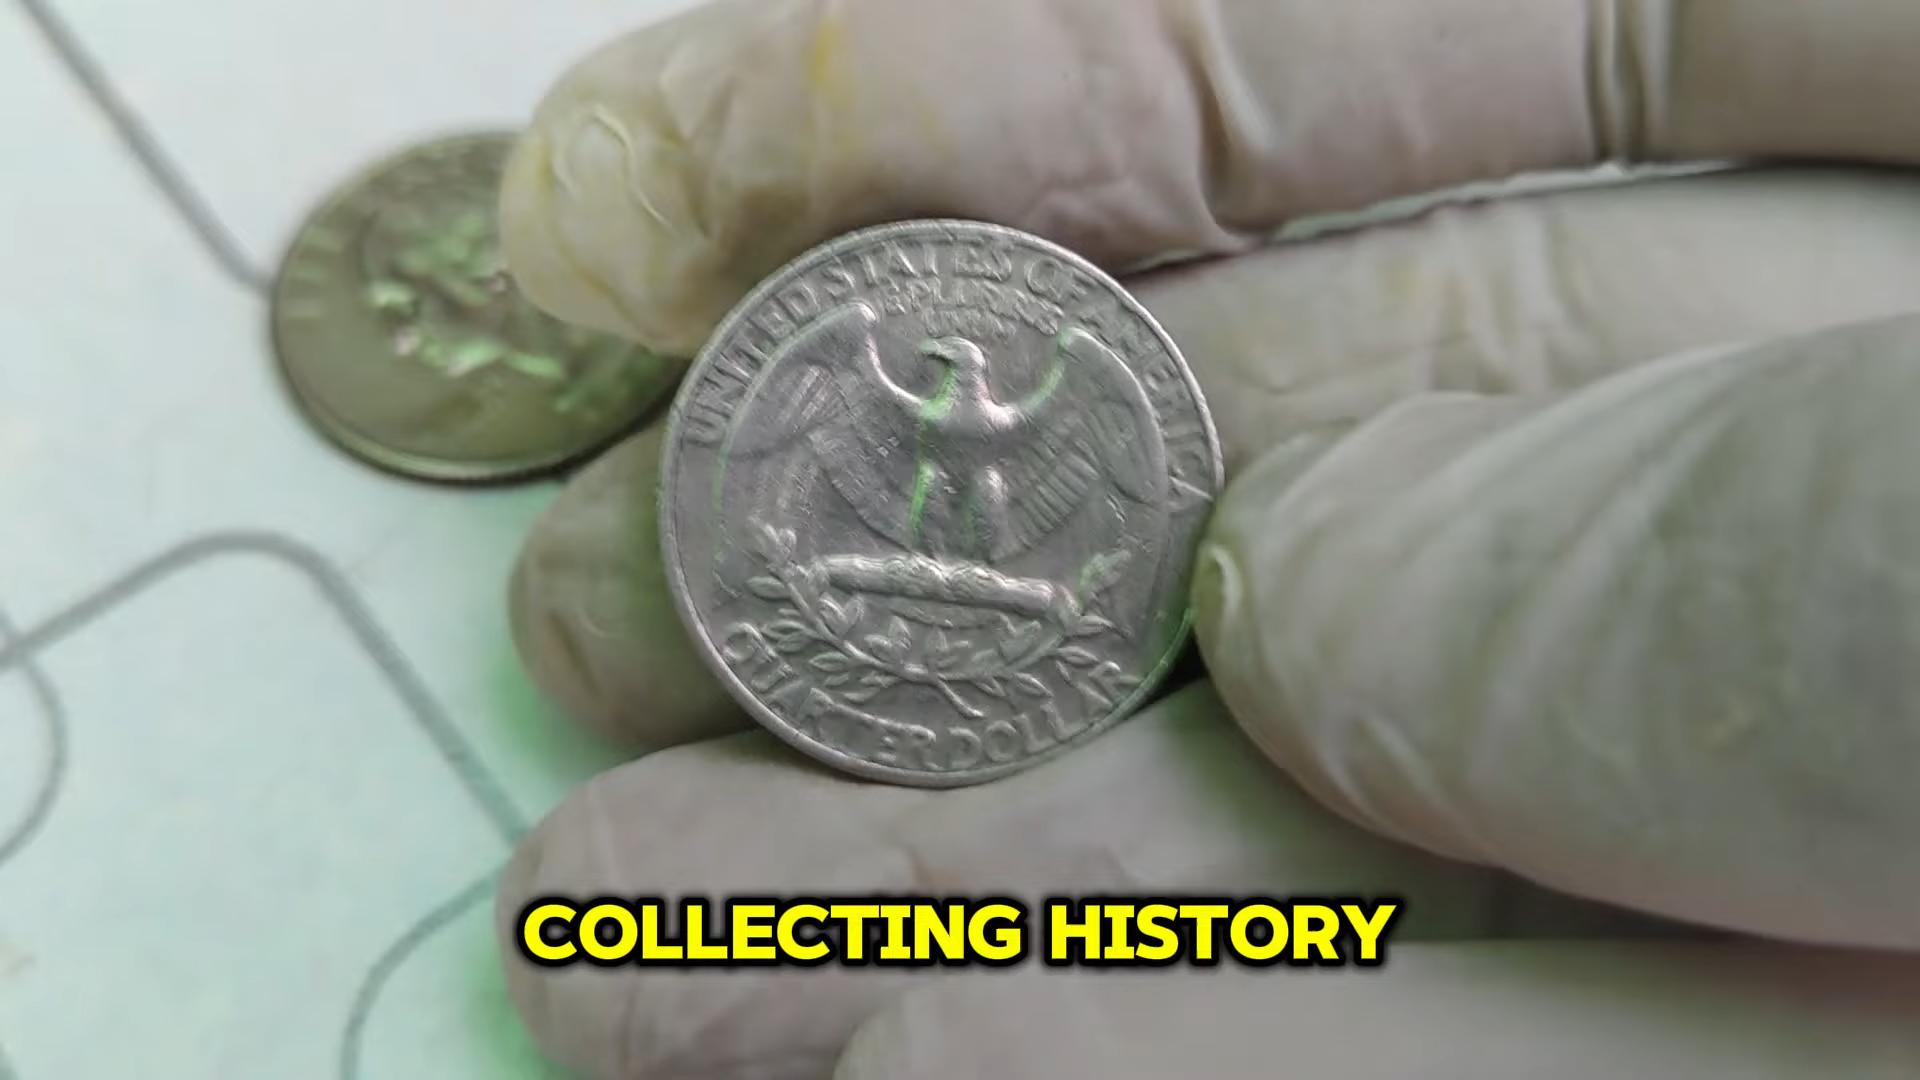 UNITED STATES OF AMERICA
E PLURIBUS
UNUM
QUARTER DOLLAR
COLLECTING HISTORY